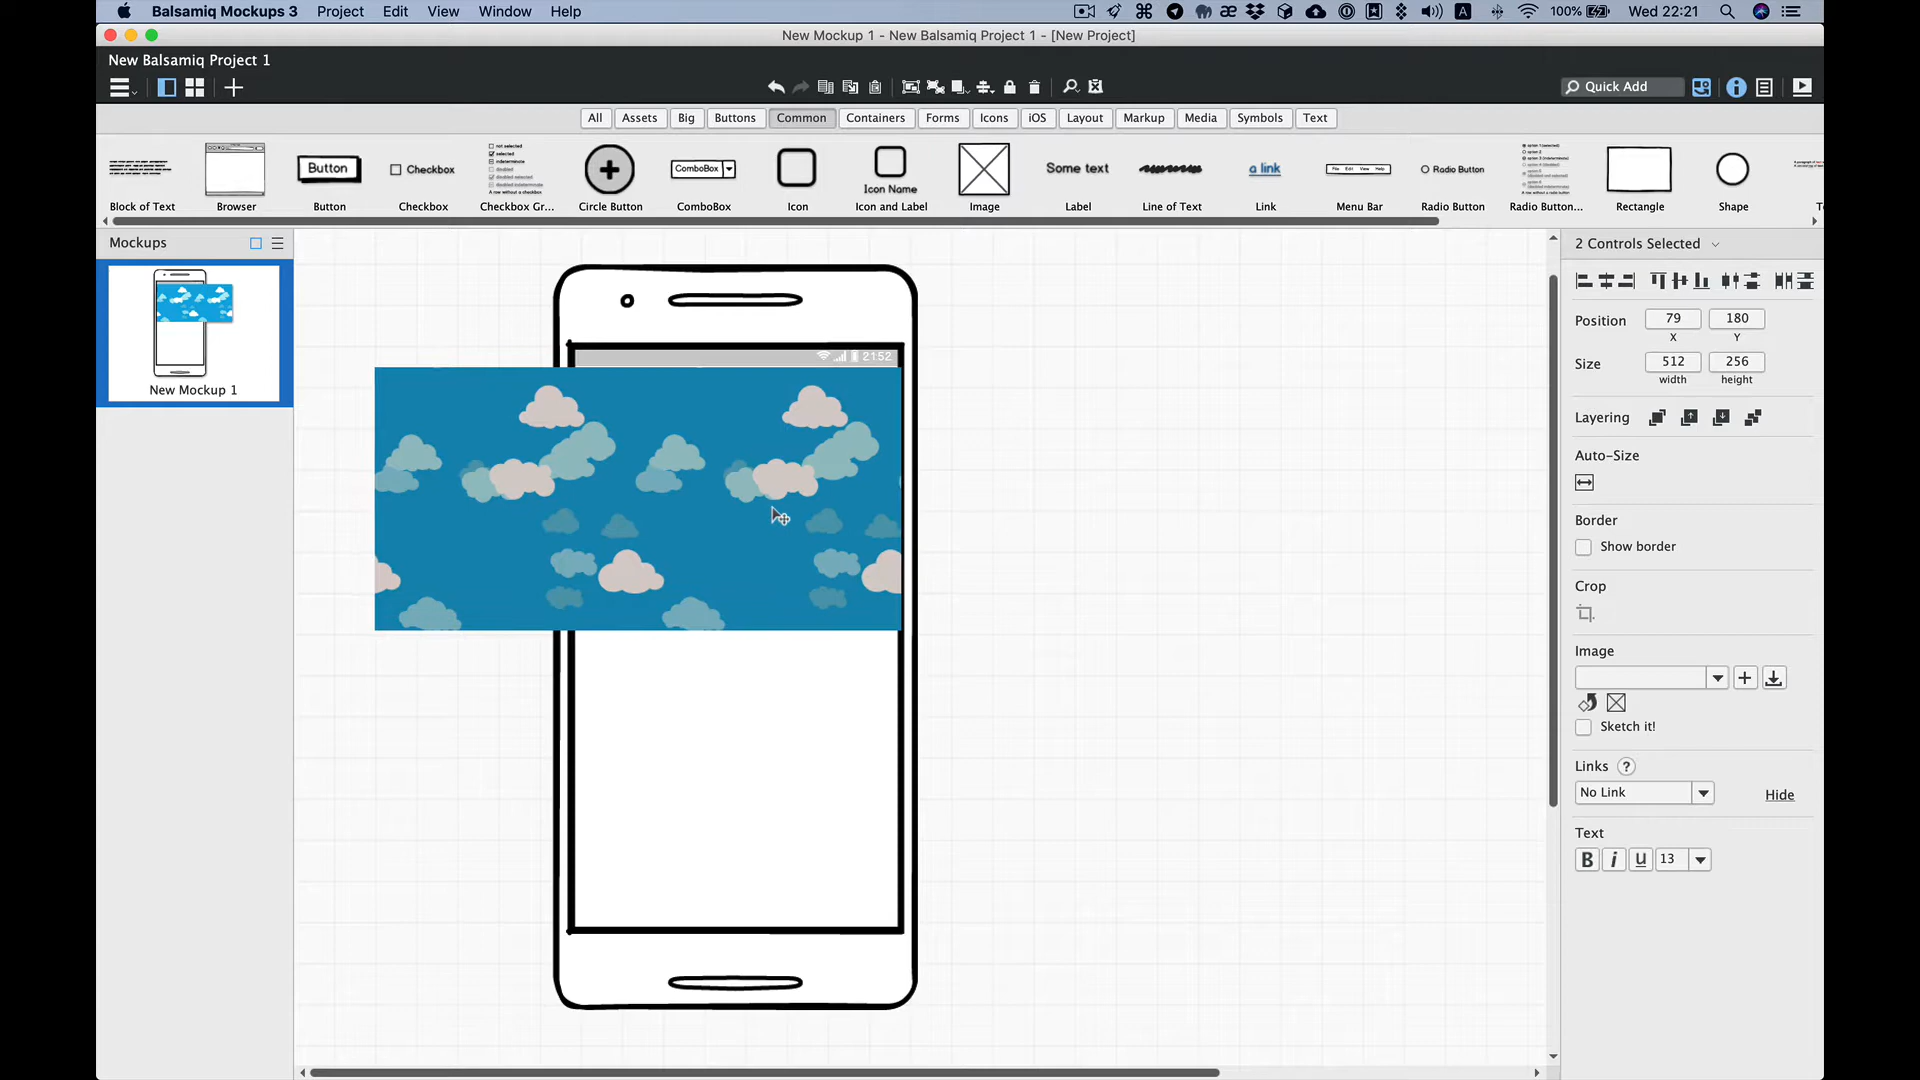 Balsamiq Mockups 3 Project Edit View Window Help 100% Wed 22:21
New Mockup 1 - New Balsamiq Project 1 - [New Project]
New Balsamiq Project 1
Quick Add
All Assets Big Buttons Common Containers Forms Icons iOS Layout Markup Media Symbols Text
Button
Checkbox
ComboBox
Icon Name
Some text
a link
File Edit View Help
Radio Button
Block of Text Browser Button Checkbox Checkbox Gr... Circle Button ComboBox Icon Icon and Label Image Label Line of Text Link Menu Bar Radio Button Radio Button... Rectangle Shape
Mockups
New Mockup 1
21:52
2 Controls Selected
Position 79 180
X Y
Size 512 256
width height
Layering
Auto-Size
Border
Show border
Crop
Image
Sketch it!
Links ?
No Link Hide
Text
B i U 13